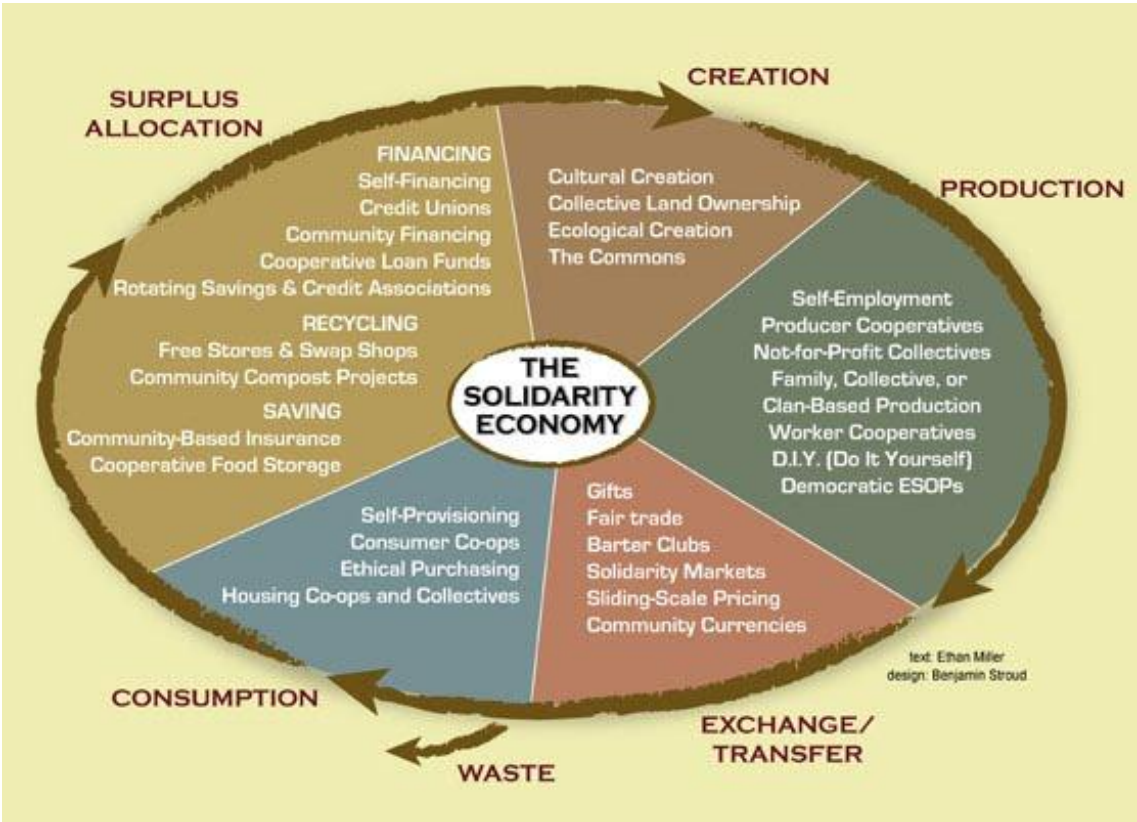 CREATION
SURPLUS
ALLOCATION
PRODUCTION
FINANCING
Self-Financing
Credit Unions
Community Financing
Cooperative Loan Funds
Rotating Savings & Credit Associations
RECYCLING
Free Stores & Swap Shops
Community Compost Projects
SAVING
Community-Based Insurance
Cooperative Food Storage
Cultural Creation
Collective Land Ownership
Ecological Creation
The Commons
Self-Employment
Producer Cooperatives
Not-for-Profit Collectives
Family, Collective, or
Clan-Based Production
Worker Cooperatives
D.I.Y. (Do It Yourself)
Democratic ESOPs
THE
SOLIDARITY
ECONOMY
Self-Provisioning
Consumer Co-ops
Ethical Purchasing
Housing Co-ops and Collectives
Gifts
Fair trade
Barter Clubs
Solidarity Markets
Sliding-Scale Pricing
Community Currencies
text: Ethan Miller
design: Benjamin Stroud
CONSUMPTION
EXCHANGE/
TRANSFER
WASTE